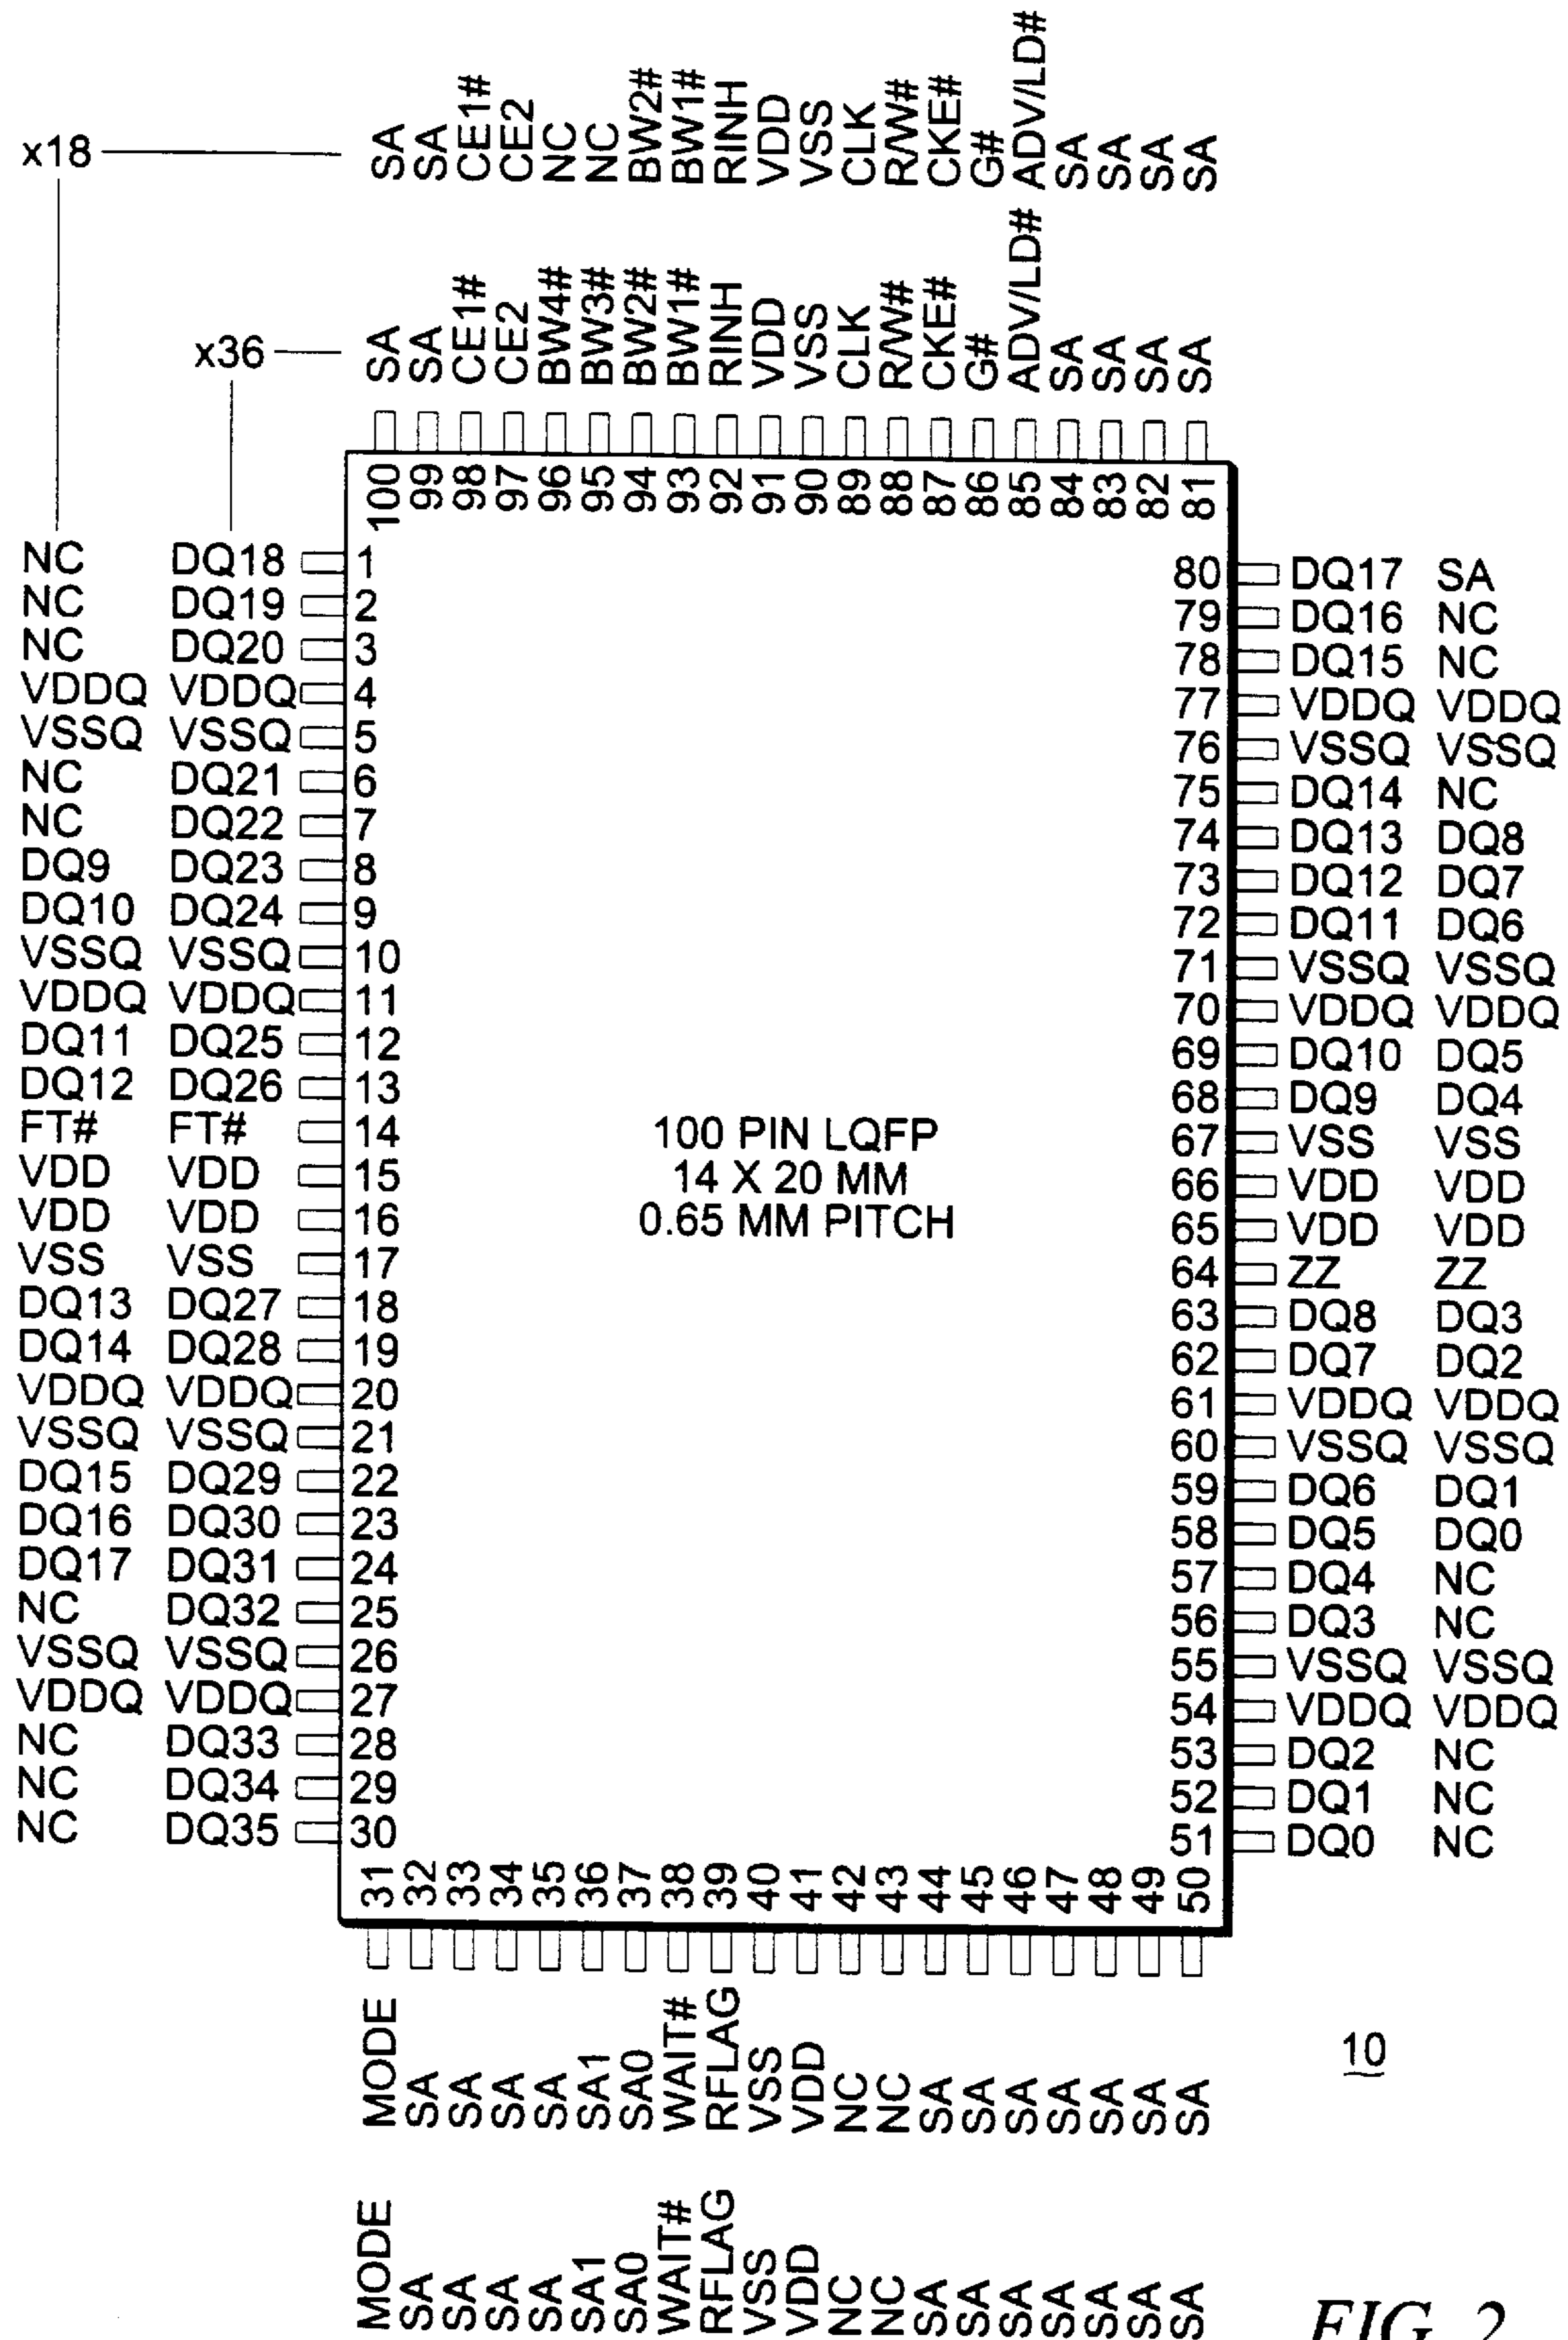 x18 SA SA CE1# CE2 NC NC BW2# BW1# RINH VDD VSS CLK R/W# CKE# G# ADV/LD# SA SA SA SA
x36 SA SA CE1# CE2 BW4# BW3# BW2# BW1# RINH VDD VSS CLK R/W# CKE# G# ADV/LD# SA SA SA SA
100 99 98 97 96 95 94 93 92 91 90 89 88 87 86 85 84 83 82 81
NC DQ18 1
80 DQ17 SA
NC DQ19 2
79 DQ16 NC
NC DQ20 3
78 DQ15 NC
VDDQ VDDQ 4
77 VDDQ VDDQ
VSSQ VSSQ 5
76 VSSQ VSSQ
NC DQ21 6
75 DQ14 NC
NC DQ22 7
74 DQ13 DQ8
DQ9 DQ23 8
73 DQ12 DQ7
DQ10 DQ24 9
72 DQ11 DQ6
VSSQ VSSQ 10
71 VSSQ VSSQ
VDDQ VDDQ 11
70 VDDQ VDDQ
DQ11 DQ25 12
69 DQ10 DQ5
DQ12 DQ26 13
68 DQ9 DQ4
FT# FT# 14
100 PIN LQFP
67 VSS VSS
VDD VDD 15
14 X 20 MM
66 VDD VDD
VDD VDD 16
0.65 MM PITCH
65 VDD VDD
VSS VSS 17
64 ZZ ZZ
DQ13 DQ27 18
63 DQ8 DQ3
DQ14 DQ28 19
62 DQ7 DQ2
VDDQ VDDQ 20
61 VDDQ VDDQ
VSSQ VSSQ 21
60 VSSQ VSSQ
DQ15 DQ29 22
59 DQ6 DQ1
DQ16 DQ30 23
58 DQ5 DQ0
DQ17 DQ31 24
57 DQ4 NC
NC DQ32 25
56 DQ3 NC
VSSQ VSSQ 26
55 VSSQ VSSQ
VDDQ VDDQ 27
54 VDDQ VDDQ
NC DQ33 28
53 DQ2 NC
NC DQ34 29
52 DQ1 NC
NC DQ35 30
51 DQ0 NC
31 32 33 34 35 36 37 38 39 40 41 42 43 44 45 46 47 48 49 50
MODE SA SA SA SA SA1 SA0 WAIT# RFLAG VSS VDD NC NC SA SA SA SA SA SA SA
10
MODE SA SA SA SA SA1 SA0 WAIT# RFLAG VSS VDD NC NC SA SA SA SA SA SA SA
FIG. 2